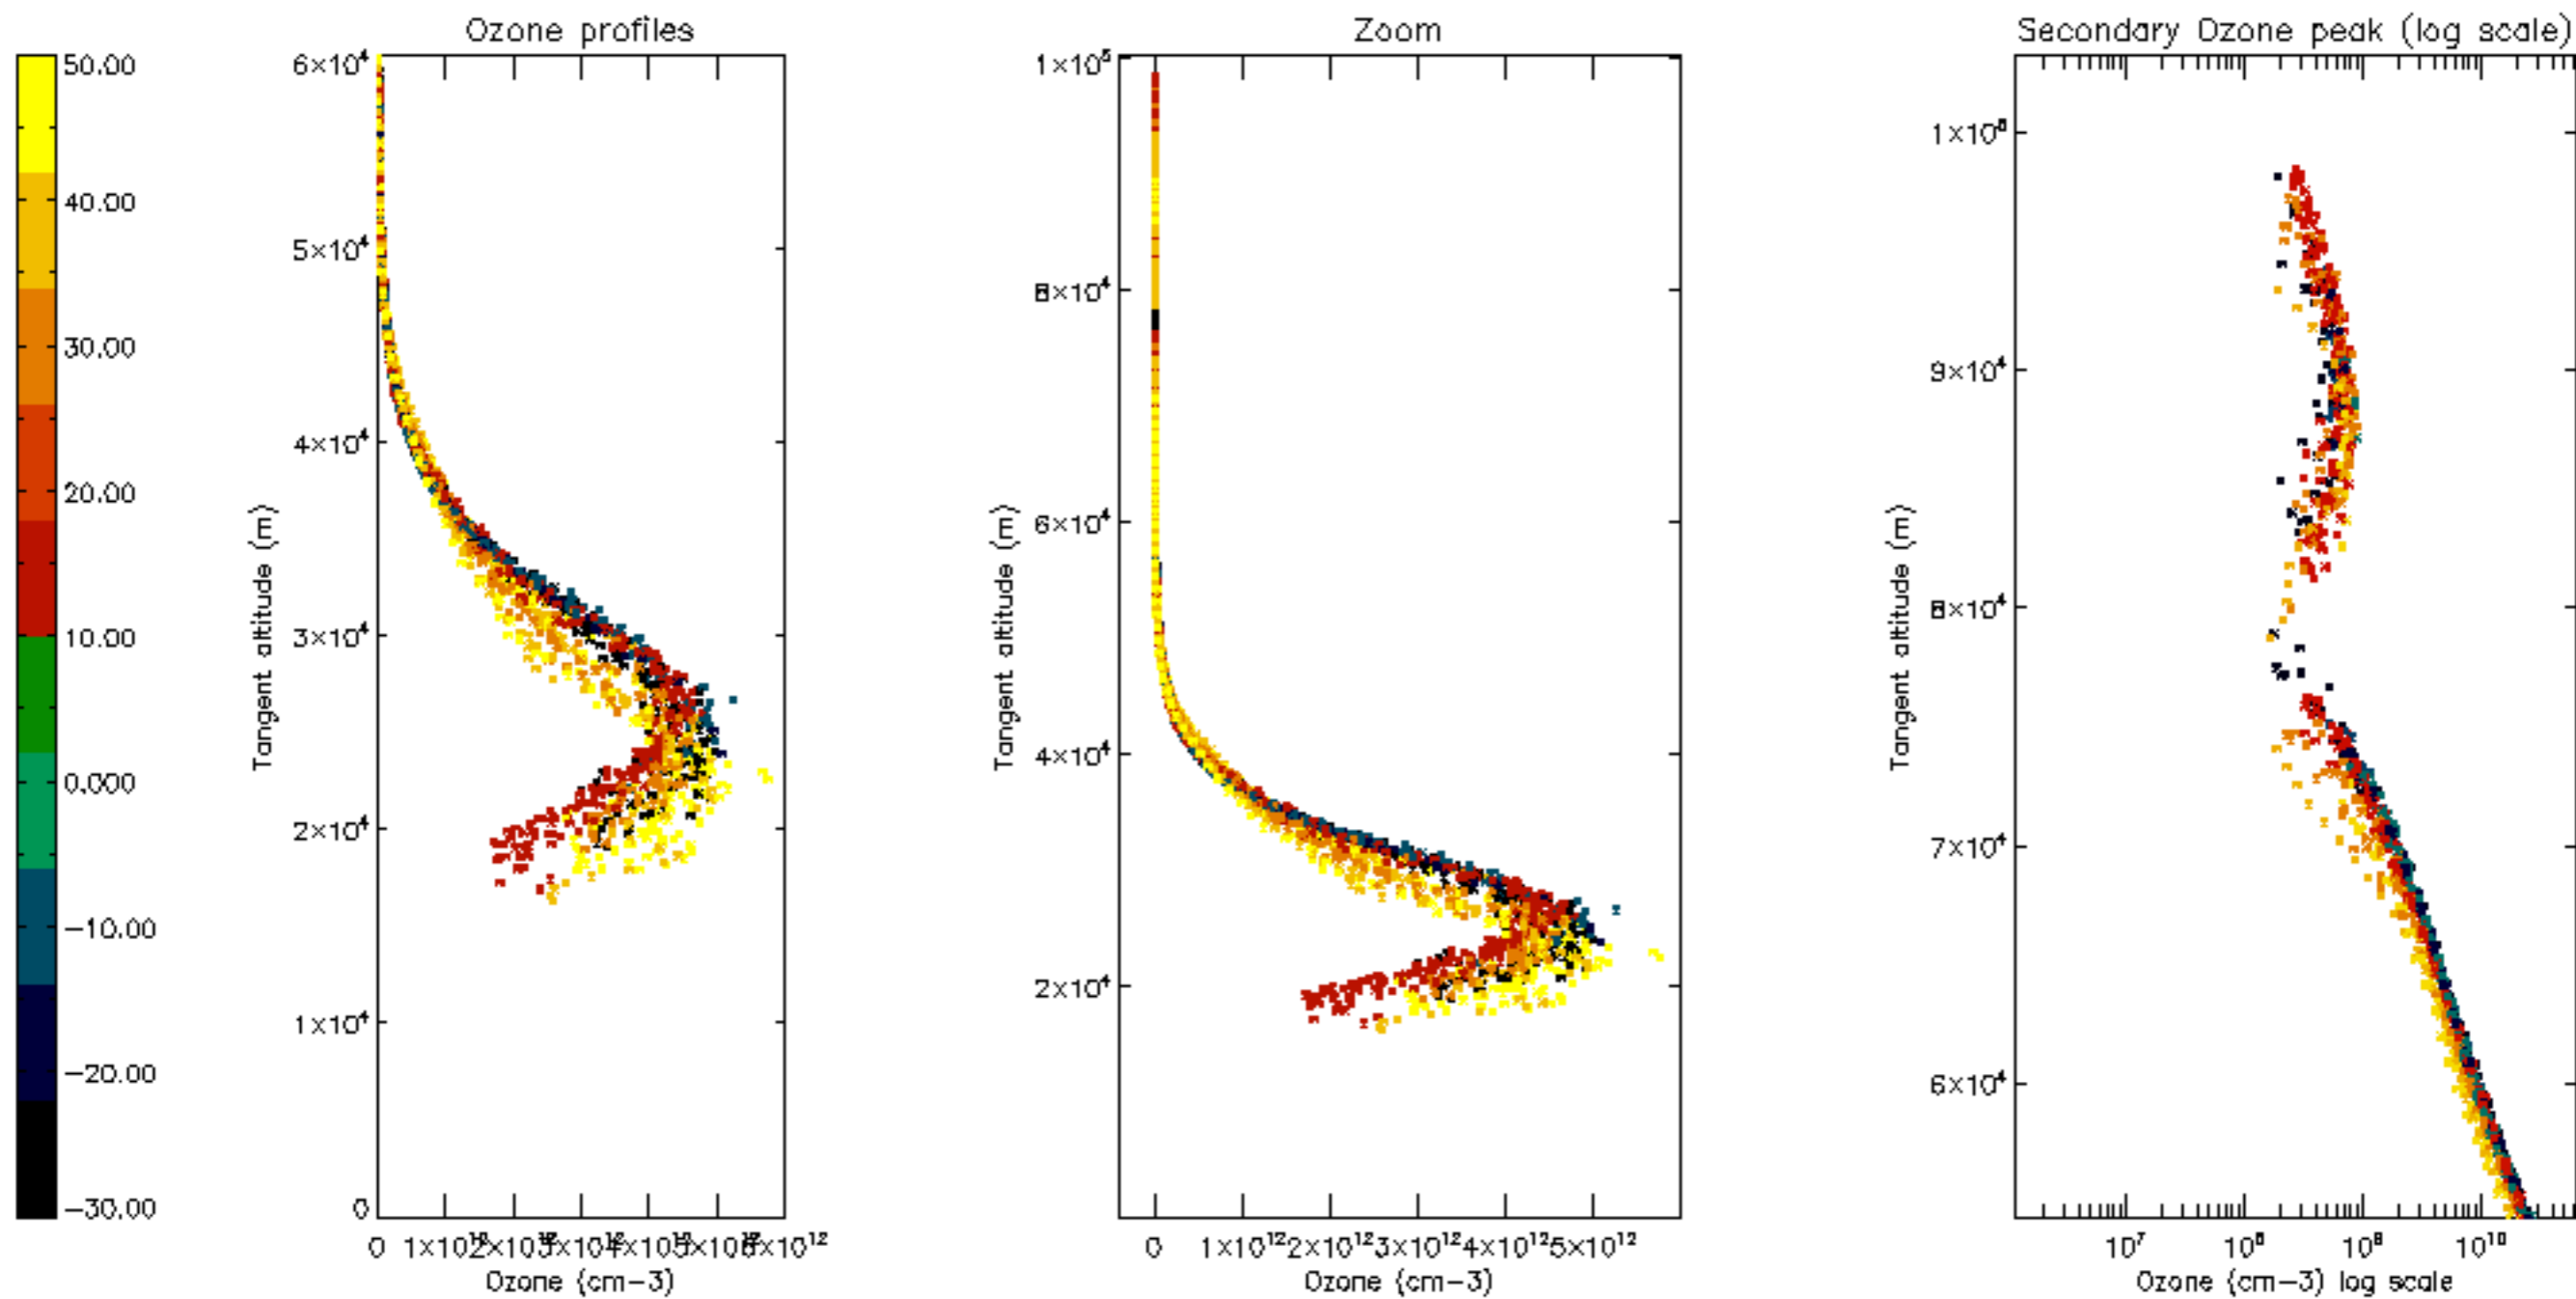 Ozone profiles
Zoom
Secondary Ozone peak (log scale)
50.00
40.00
30.00
20.00
10.00
0.000
−10.00
−20.00
−30.00
6×10⁴
5×10⁴
4×10⁴
3×10⁴
2×10⁴
1×10⁴
0
Tangent altitude (m)
0
Ozone (cm−3)
1×10⁵
8×10⁴
6×10⁴
4×10⁴
2×10⁴
Tangent altitude (m)
0 1×10¹² 2×10¹² 3×10¹² 4×10¹² 5×10¹²
Ozone (cm−3)
9×10⁴
8×10⁴
7×10⁴
6×10⁴
Tangent altitude (m)
10⁷ 10⁸ 10⁹ 10¹⁰
Ozone (cm−3) log scale